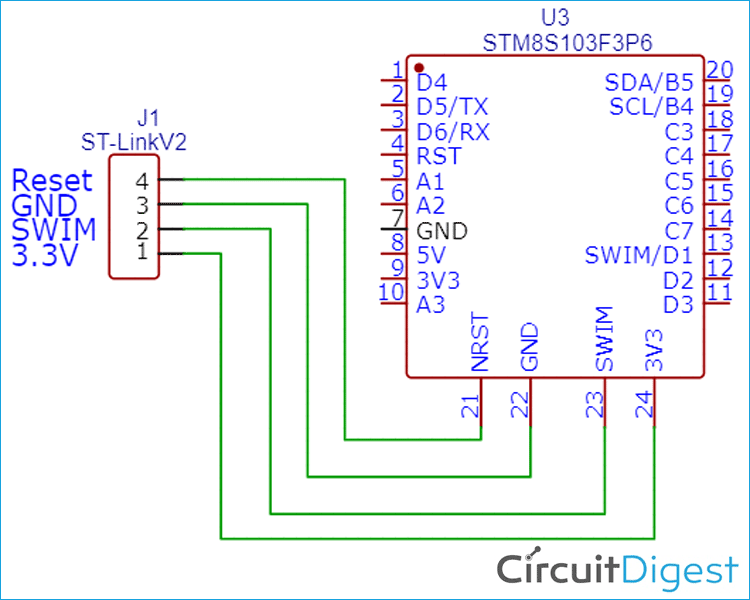 U3
STM8S103F3P6
J1
ST-LinkV2
Reset 4
GND 3
SWIM 2
3.3V 1
1 D4
2 D5/TX
3 D6/RX
4 RST
5 A1
6 A2
7 GND
8 5V
9 3V3
10 A3
SDA/B5 20
SCL/B4 19
C3 18
C4 17
C5 16
C6 15
C7 14
SWIM/D1 13
D2 12
D3 11
NRST 21
GND 22
SWIM 23
3V3 24
CircuitDigest